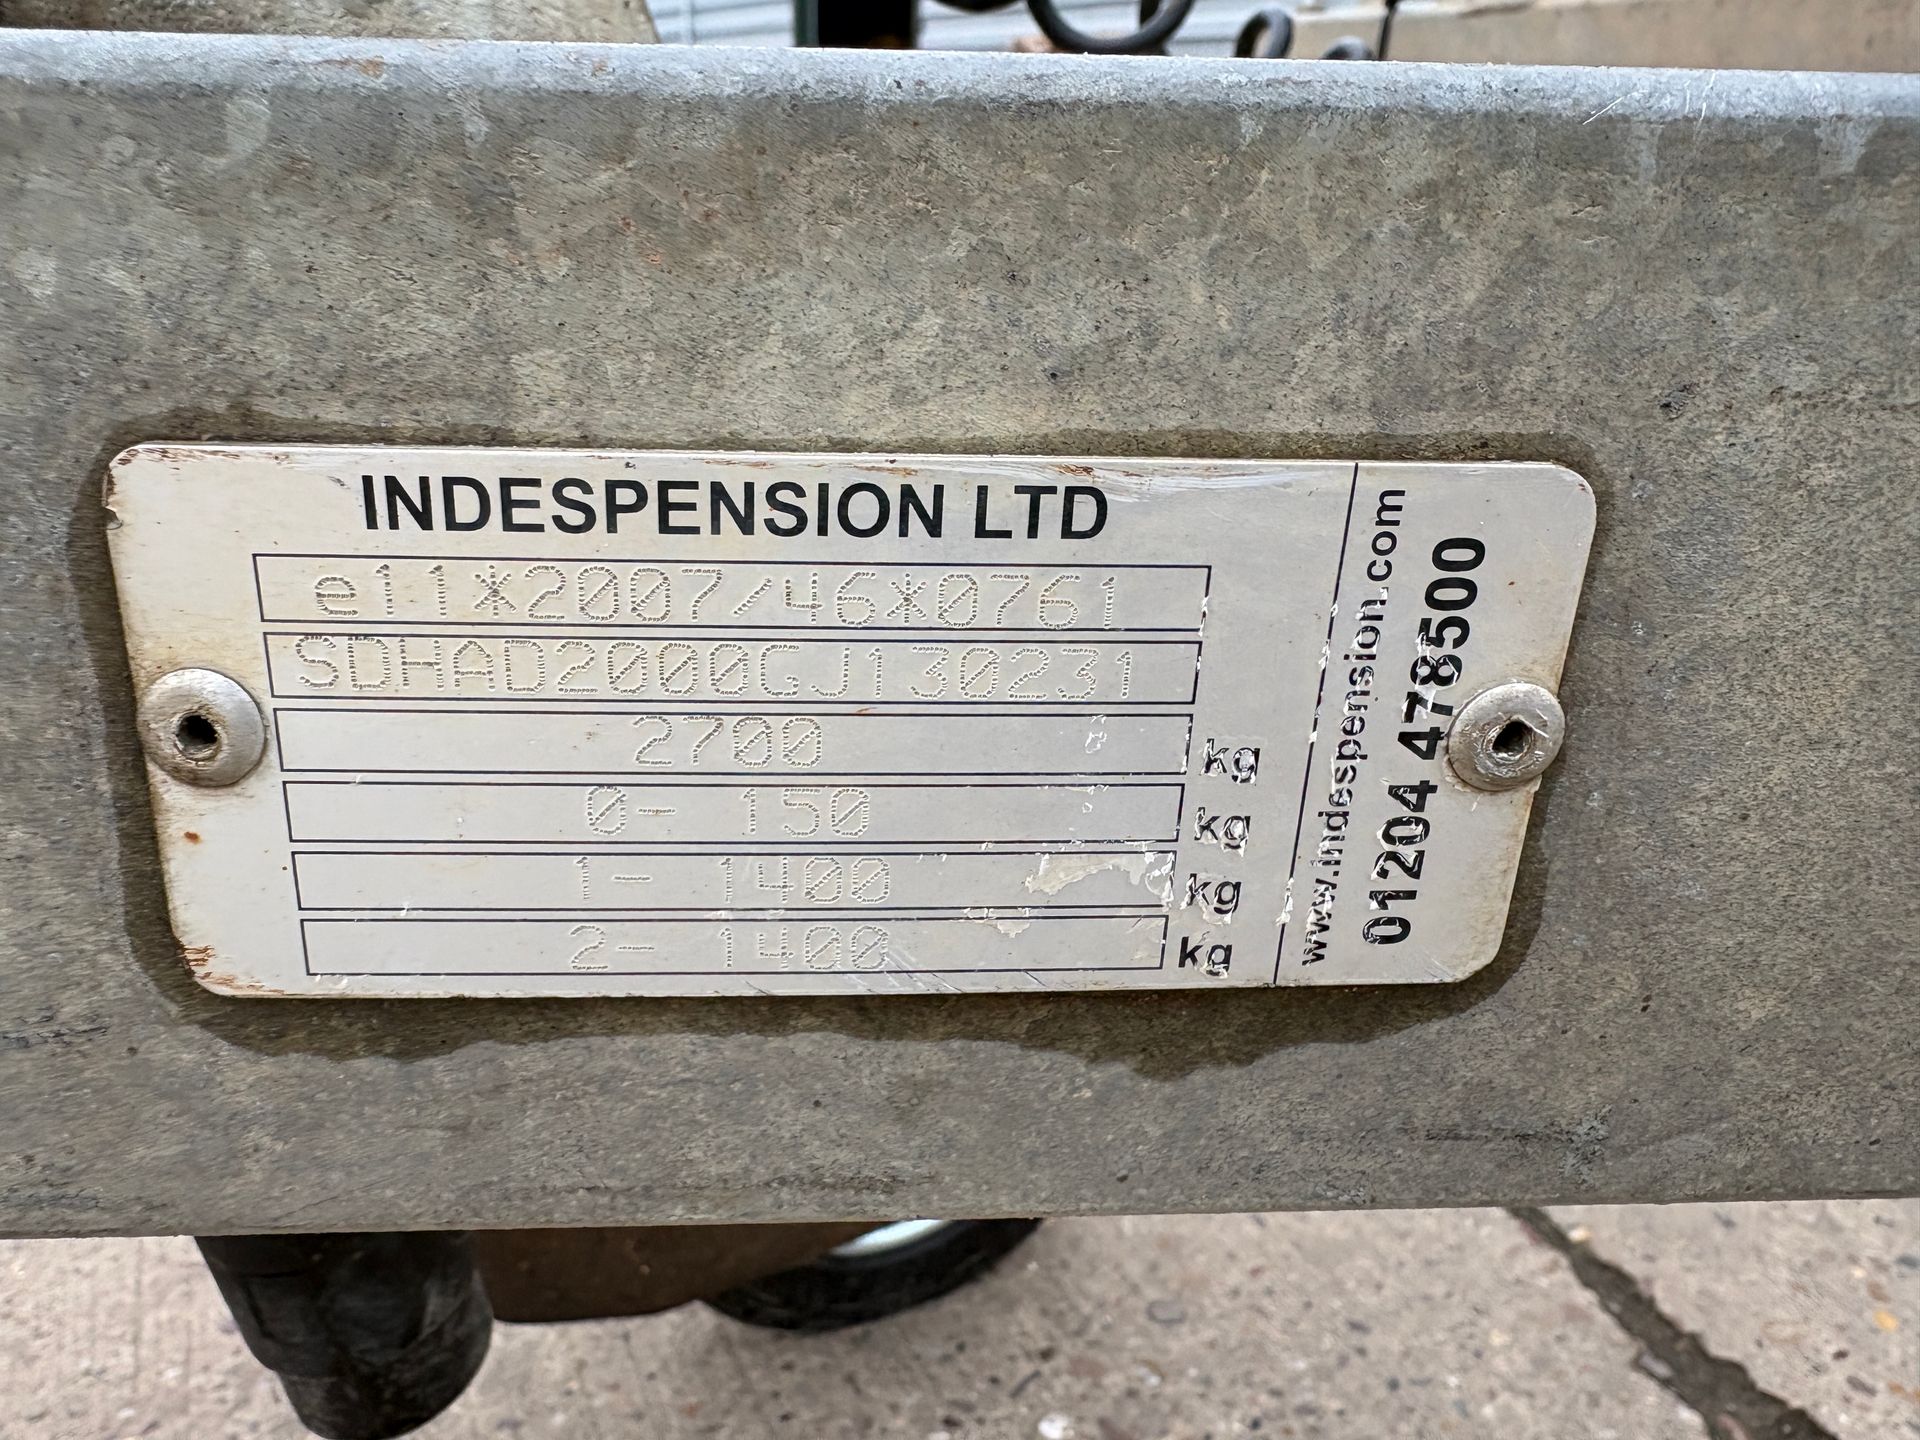 INDESPENSION LTD
e11*2007/46*0761
SDHAD2000GJ130231
2700 kg
0- 150 kg
1- 1400 kg
2- 1400 kg
www.indespension.com
01204 478500